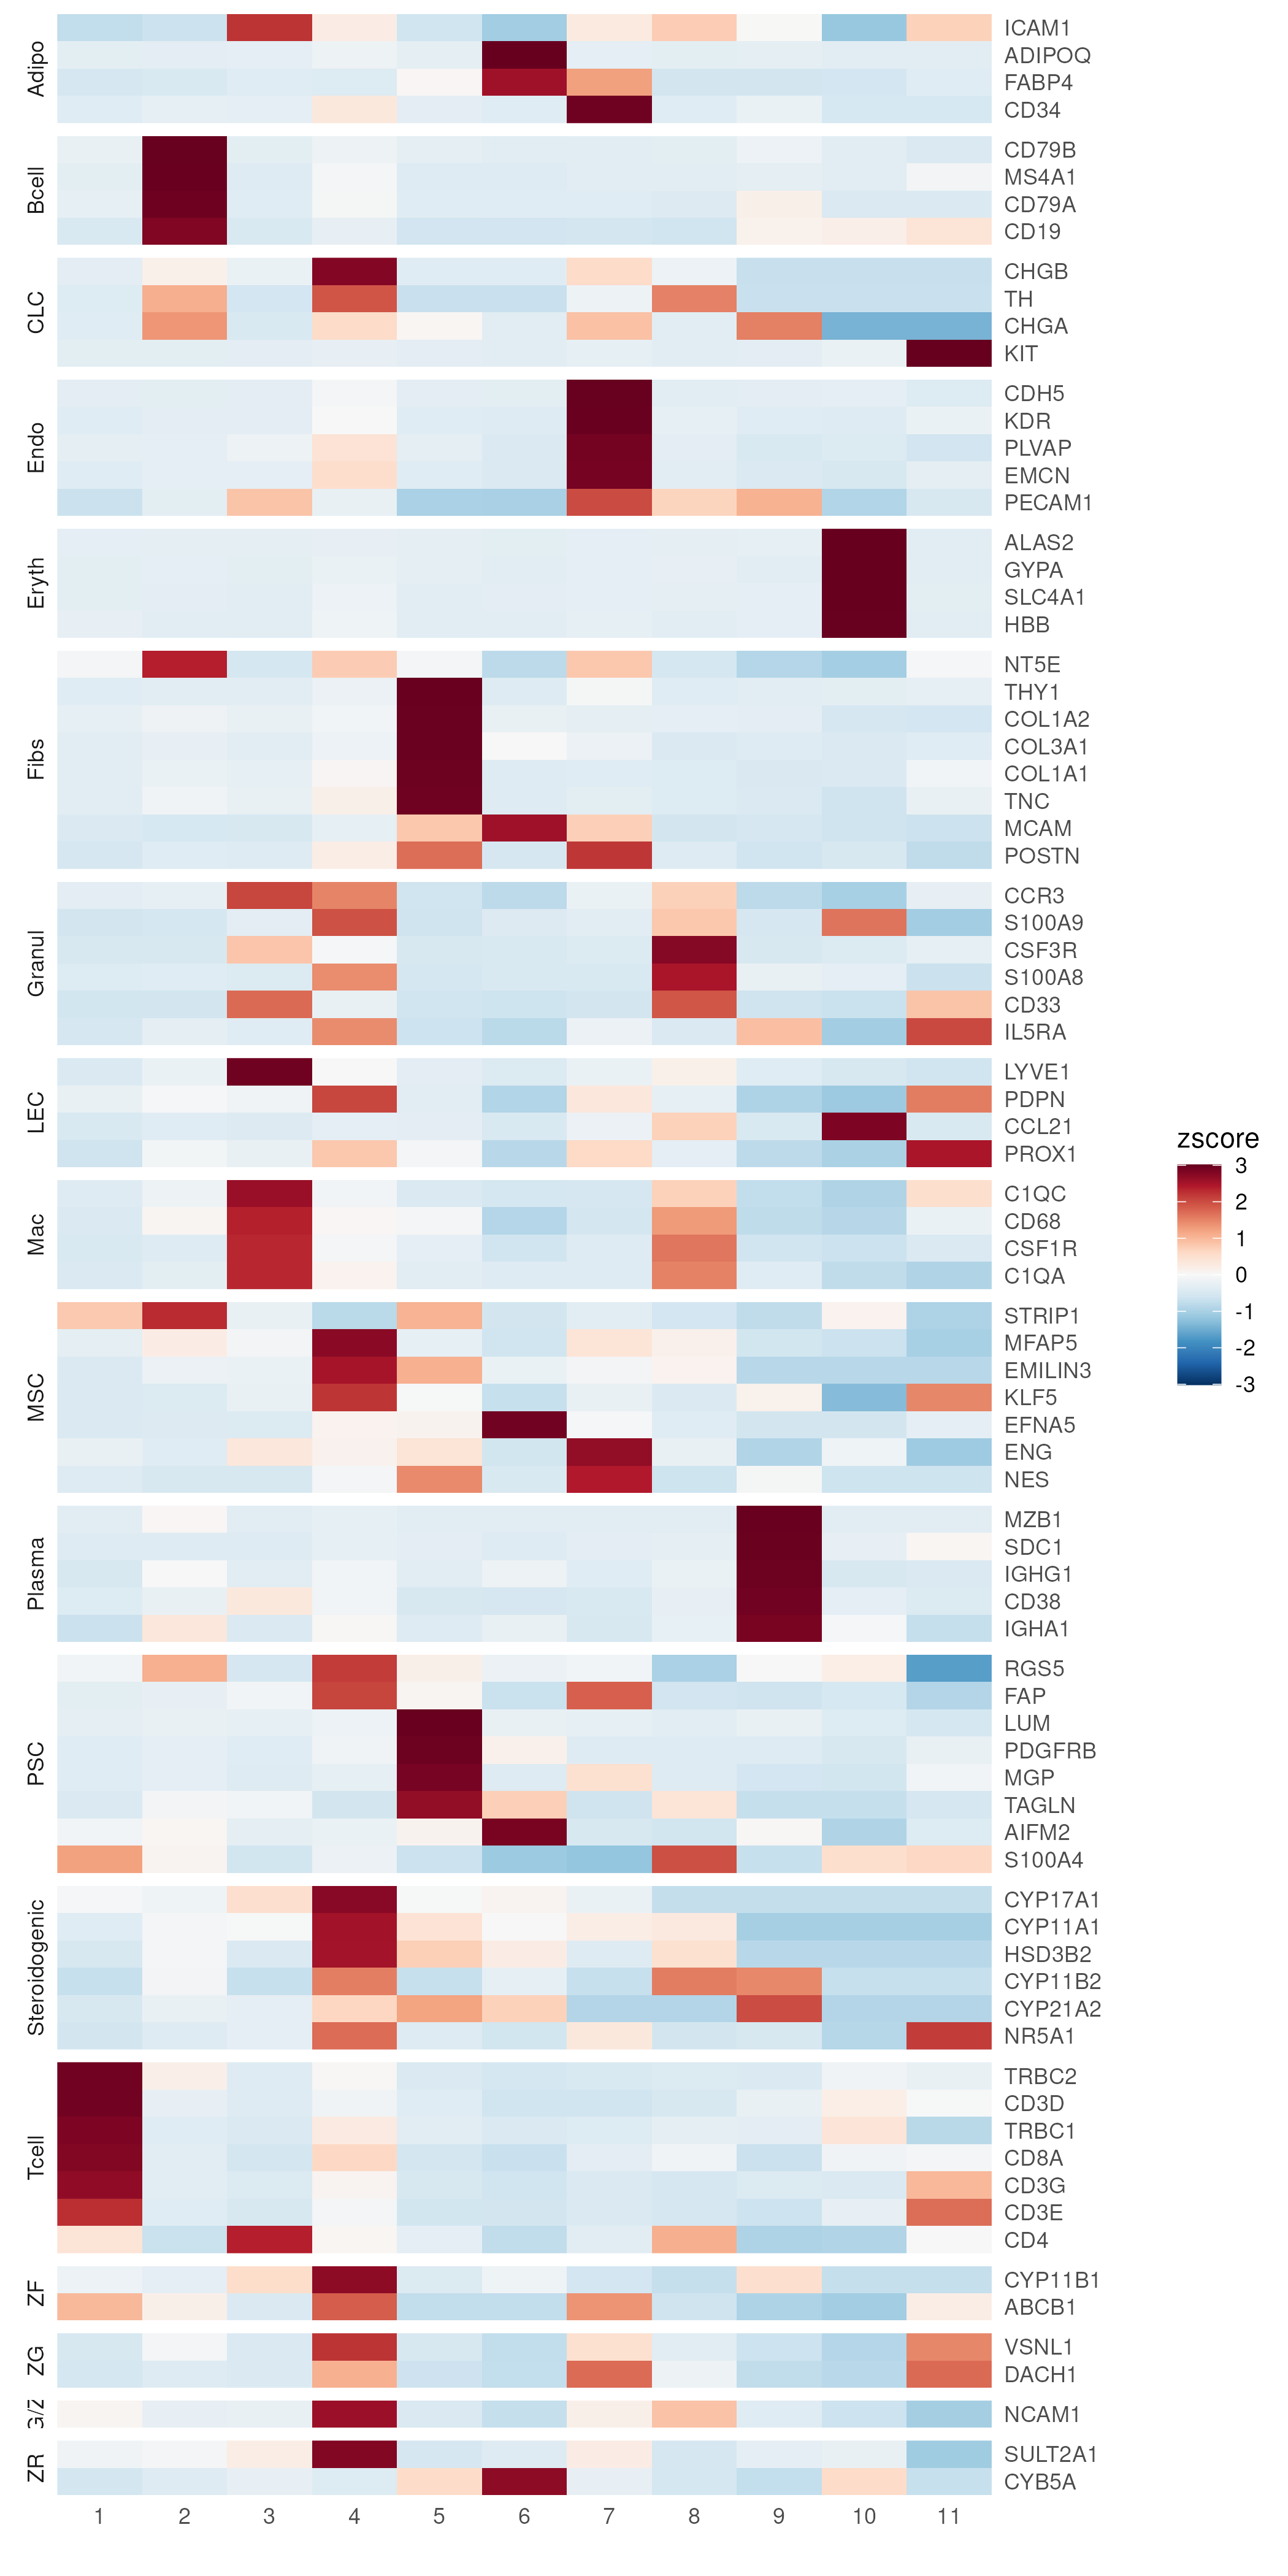 Adipo
ICAM1
ADIPOQ
FABP4
CD34
Bcell
CD79B
MS4A1
CD79A
CD19
CLC
CHGB
TH
CHGA
KIT
Endo
CDH5
KDR
PLVAP
EMCN
PECAM1
Eryth
ALAS2
GYPA
SLC4A1
HBB
Fibs
NT5E
THY1
COL1A2
COL3A1
COL1A1
TNC
MCAM
POSTN
Granul
CCR3
S100A9
CSF3R
S100A8
CD33
IL5RA
LEC
LYVE1
PDPN
CCL21
PROX1
Mac
C1QC
CD68
CSF1R
C1QA
MSC
STRIP1
MFAP5
EMILIN3
KLF5
EFNA5
ENG
NES
Plasma
MZB1
SDC1
IGHG1
CD38
IGHA1
PSC
RGS5
FAP
LUM
PDGFRB
MGP
TAGLN
AIFM2
S100A4
Steroidogenic
CYP17A1
CYP11A1
HSD3B2
CYP11B2
CYP21A2
NR5A1
Tcell
TRBC2
CD3D
TRBC1
CD8A
CD3G
CD3E
CD4
ZF
CYP11B1
ABCB1
ZG
VSNL1
DACH1
NCAM1
ZR
SULT2A1
CYB5A
1 2 3 4 5 6 7 8 9 10 11
zscore
3
2
1
0
-1
-2
-3